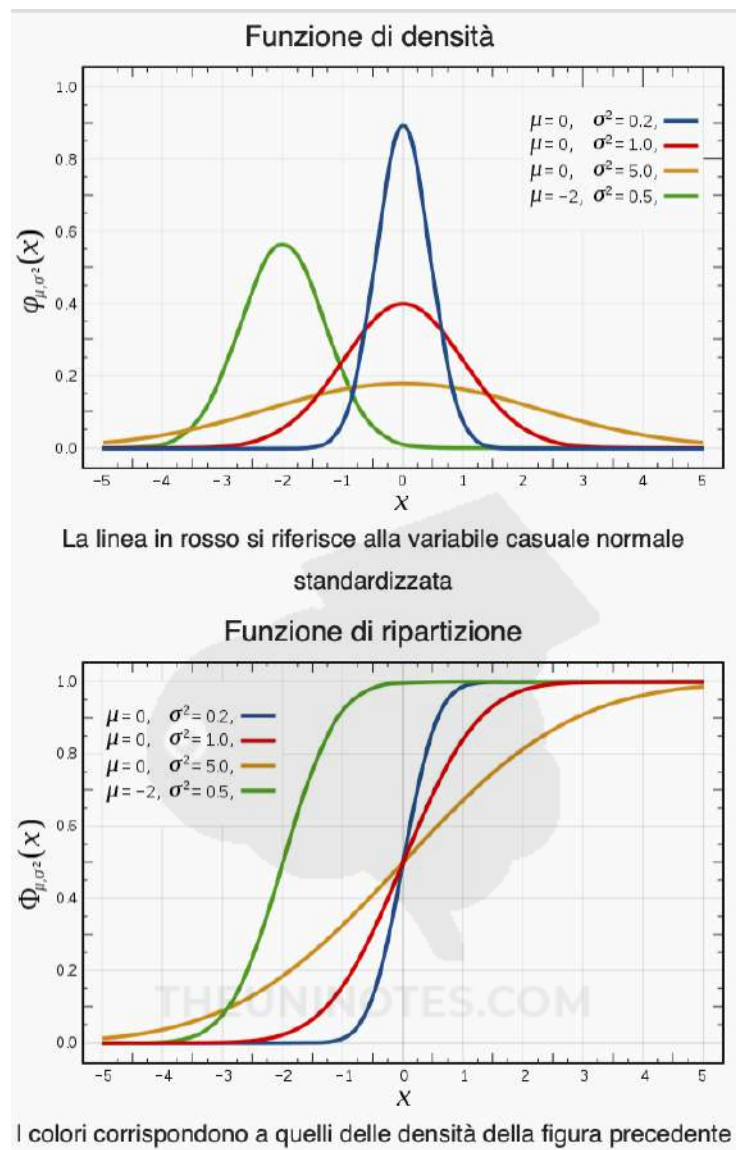 Funzione di densità
1.0
0.8
0.6
0.4
0.2
0.0
φμ,σ²(x)
μ= 0, σ²= 0.2,
μ= 0, σ²= 1.0,
μ= 0, σ²= 5.0,
μ= −2, σ²= 0.5,
-5 -4 -3 -2 -1 0 1 2 3 4 5
x
La linea in rosso si riferisce alla variabile casuale normale
standardizzata
Funzione di ripartizione
1.0
0.8
0.6
0.4
0.2
0.0
Φμ,σ²(x)
μ= 0, σ²= 0.2,
μ= 0, σ²= 1.0,
μ= 0, σ²= 5.0,
μ= −2, σ²= 0.5,
THEUNINOTES.COM
-5 -4 -3 -2 -1 0 1 2 3 4 5
x
I colori corrispondono a quelli delle densità della figura precedente